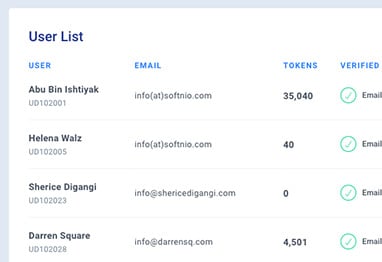 User List
USER EMAIL TOKENS VERIFIED
Abu Bin Ishtiyak
UD102001
info(at)softnio.com 35,040 Email
Helena Walz
UD102005
info(at)softnio.com 40 Email
Sherice Digangi
UD102023
info@shericedigangi.com 0 Email
Darren Square
UD102028
info@darrensq.com 4,501 Email